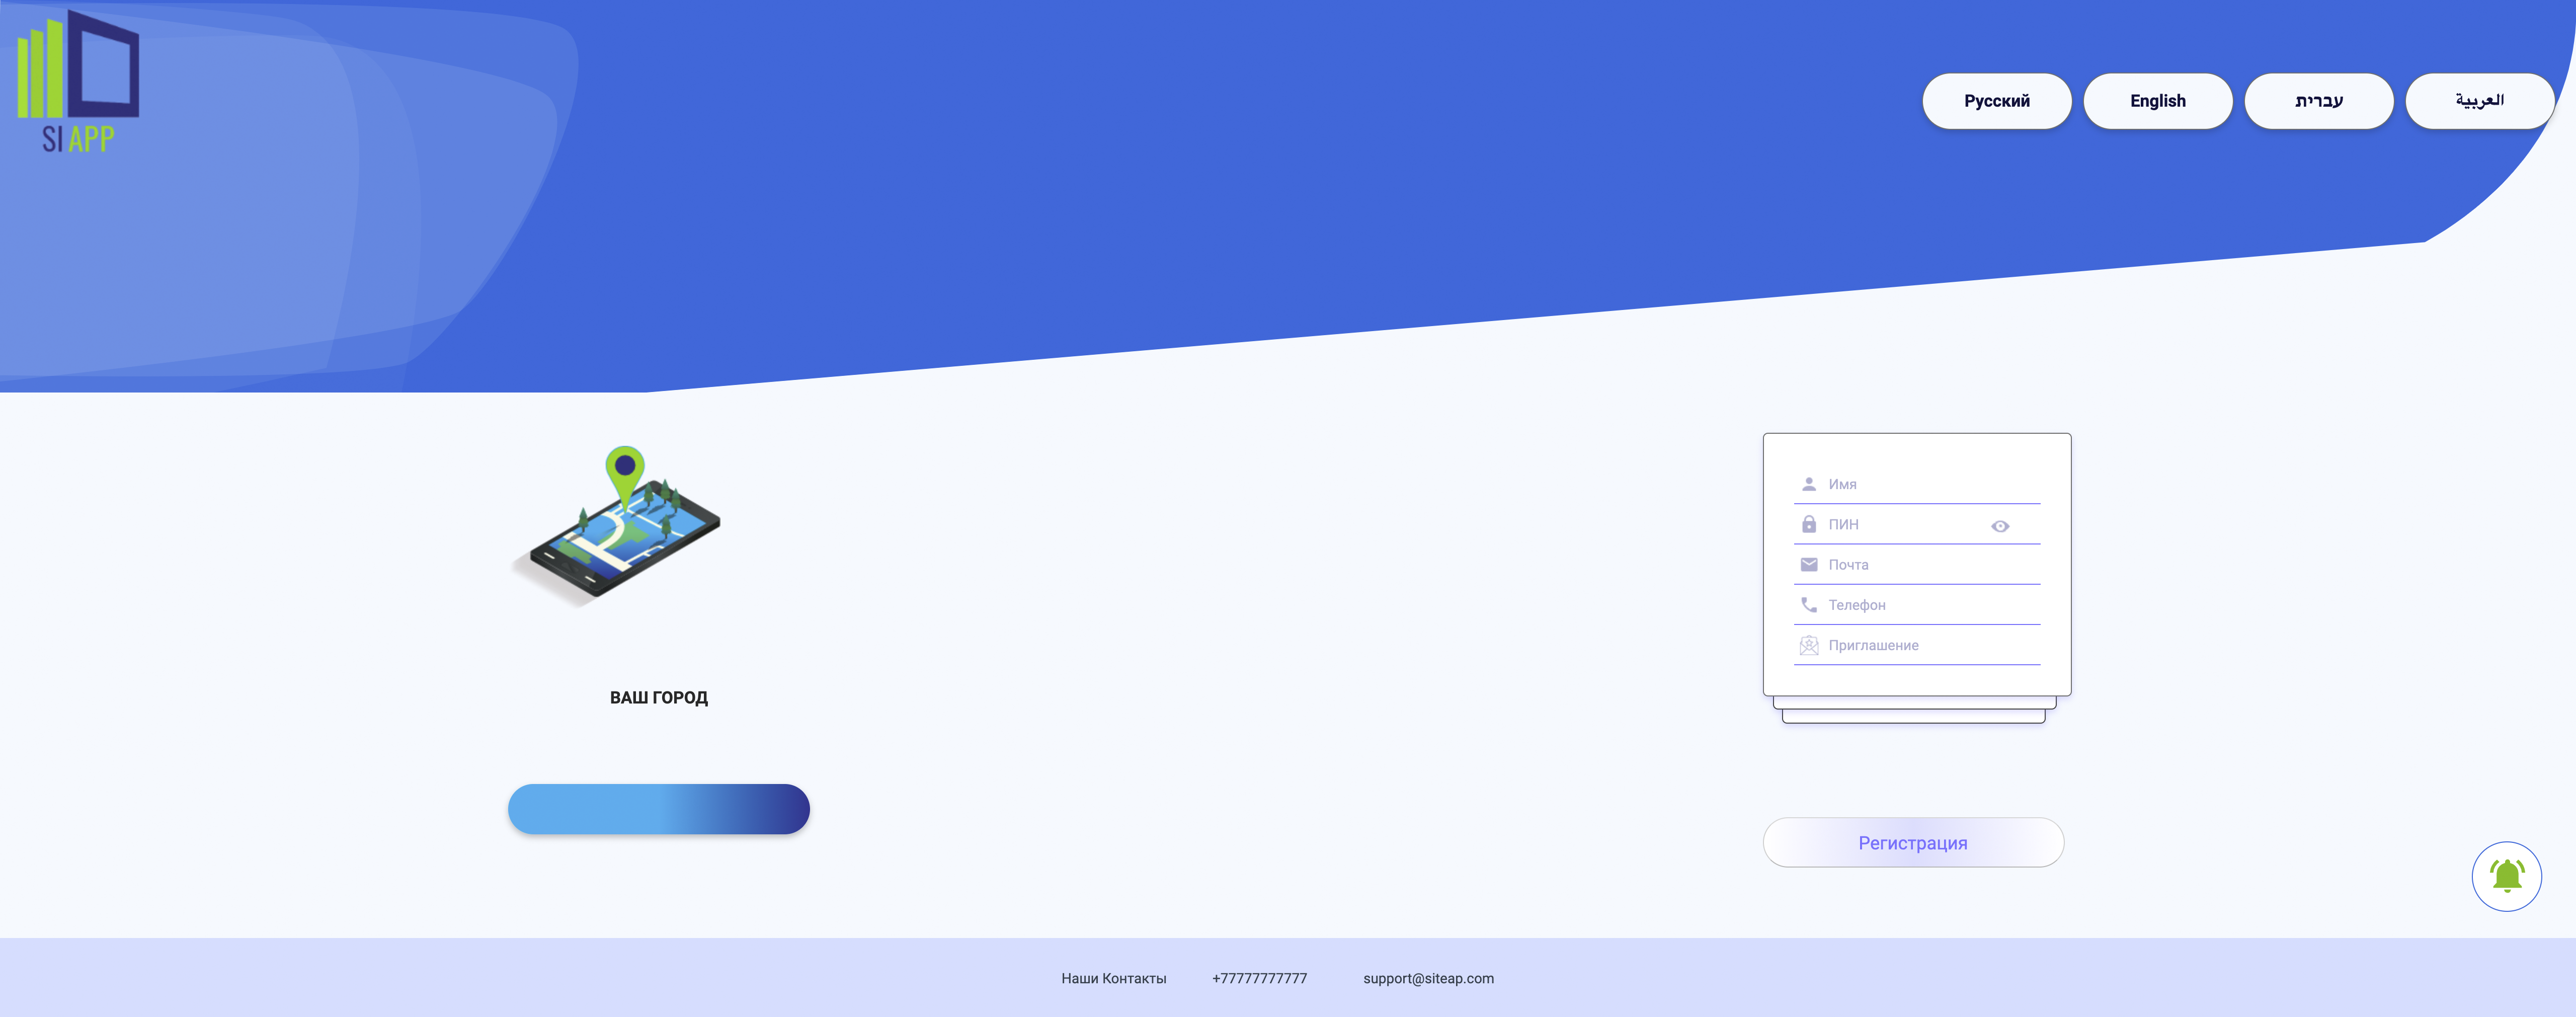 SI APP
Русский
English
עברית
العربية
Имя
ПИН
Почта
Телефон
Приглашение
ВАШ ГОРОД
Регистрация
Наши Контакты +77777777777 support@siteap.com